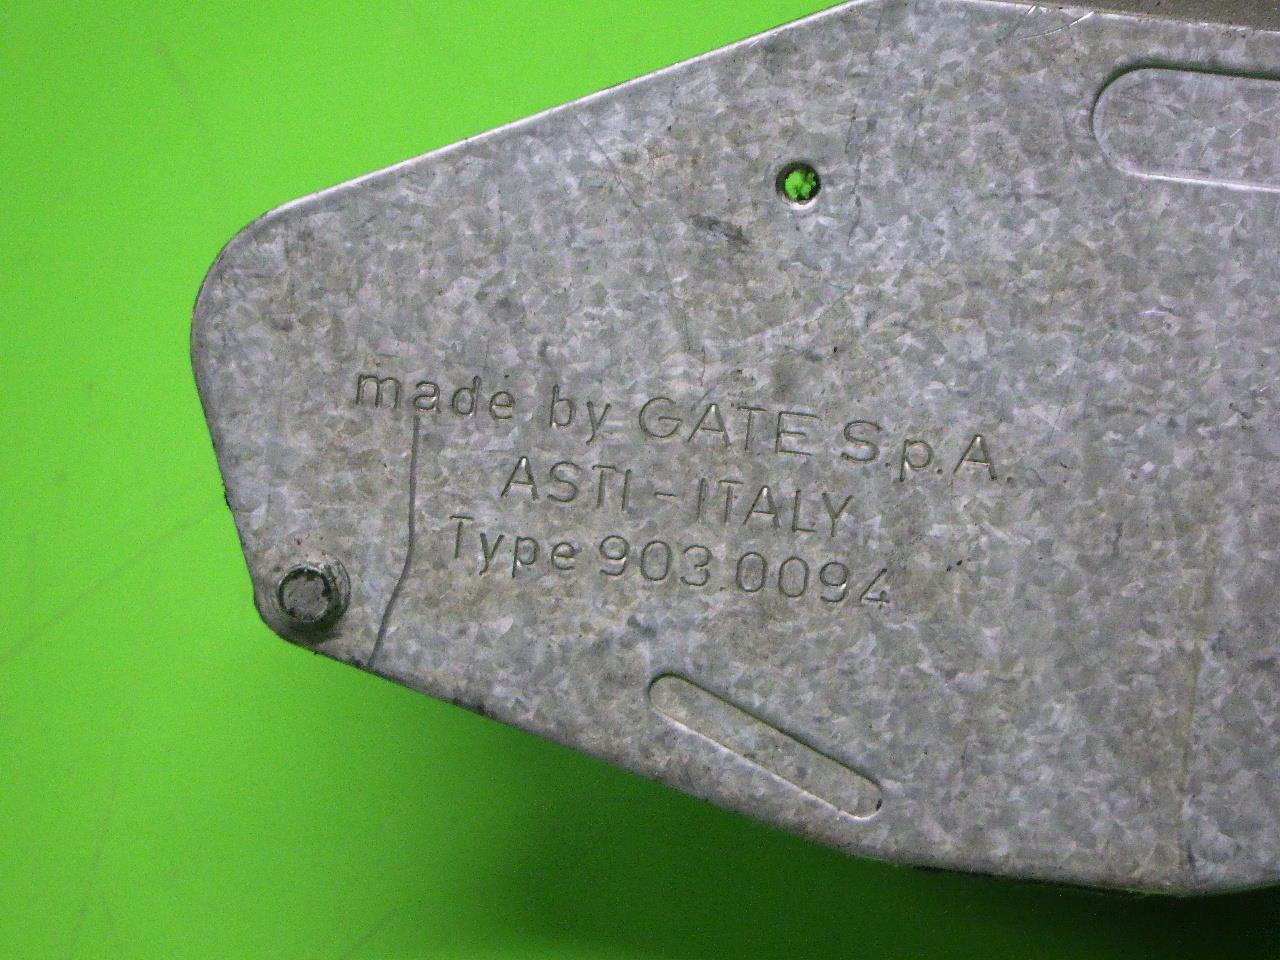 made by GATE S.p.A.
ASTI - ITALY
Type 903.0094